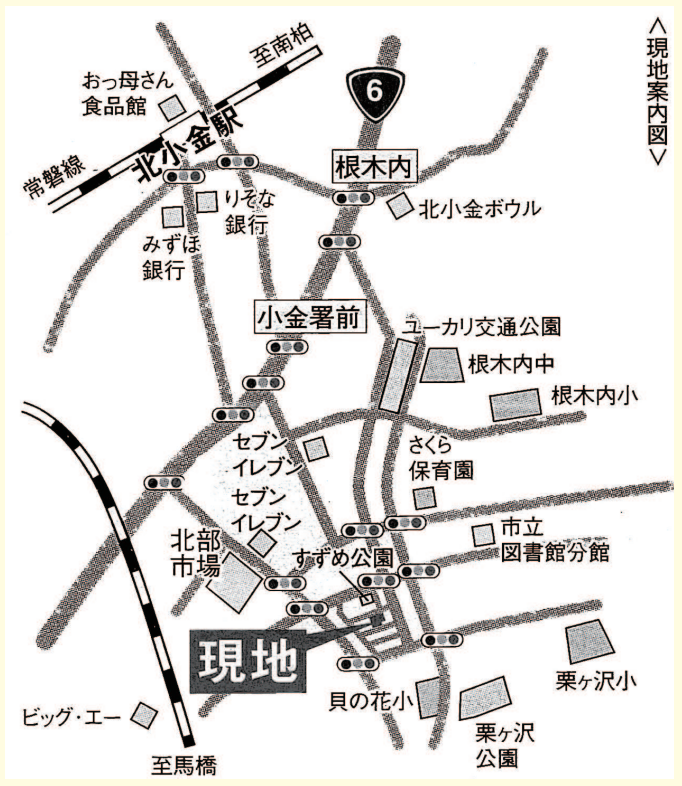 〈現地案内図〉
至南柏
おっ母さん
食品館
6
北小金駅
常磐線
根木内
りそな
銀行
北小金ボウル
みずほ
銀行
小金署前
ユーカリ交通公園
根木内中
根木内小
セブン
イレブン
さくら
保育園
セブン
イレブン
北部
市場
市立
図書館分館
すずめ公園
現地
栗ヶ沢小
貝の花小
ビッグ・エー
栗ヶ沢
公園
至馬橋